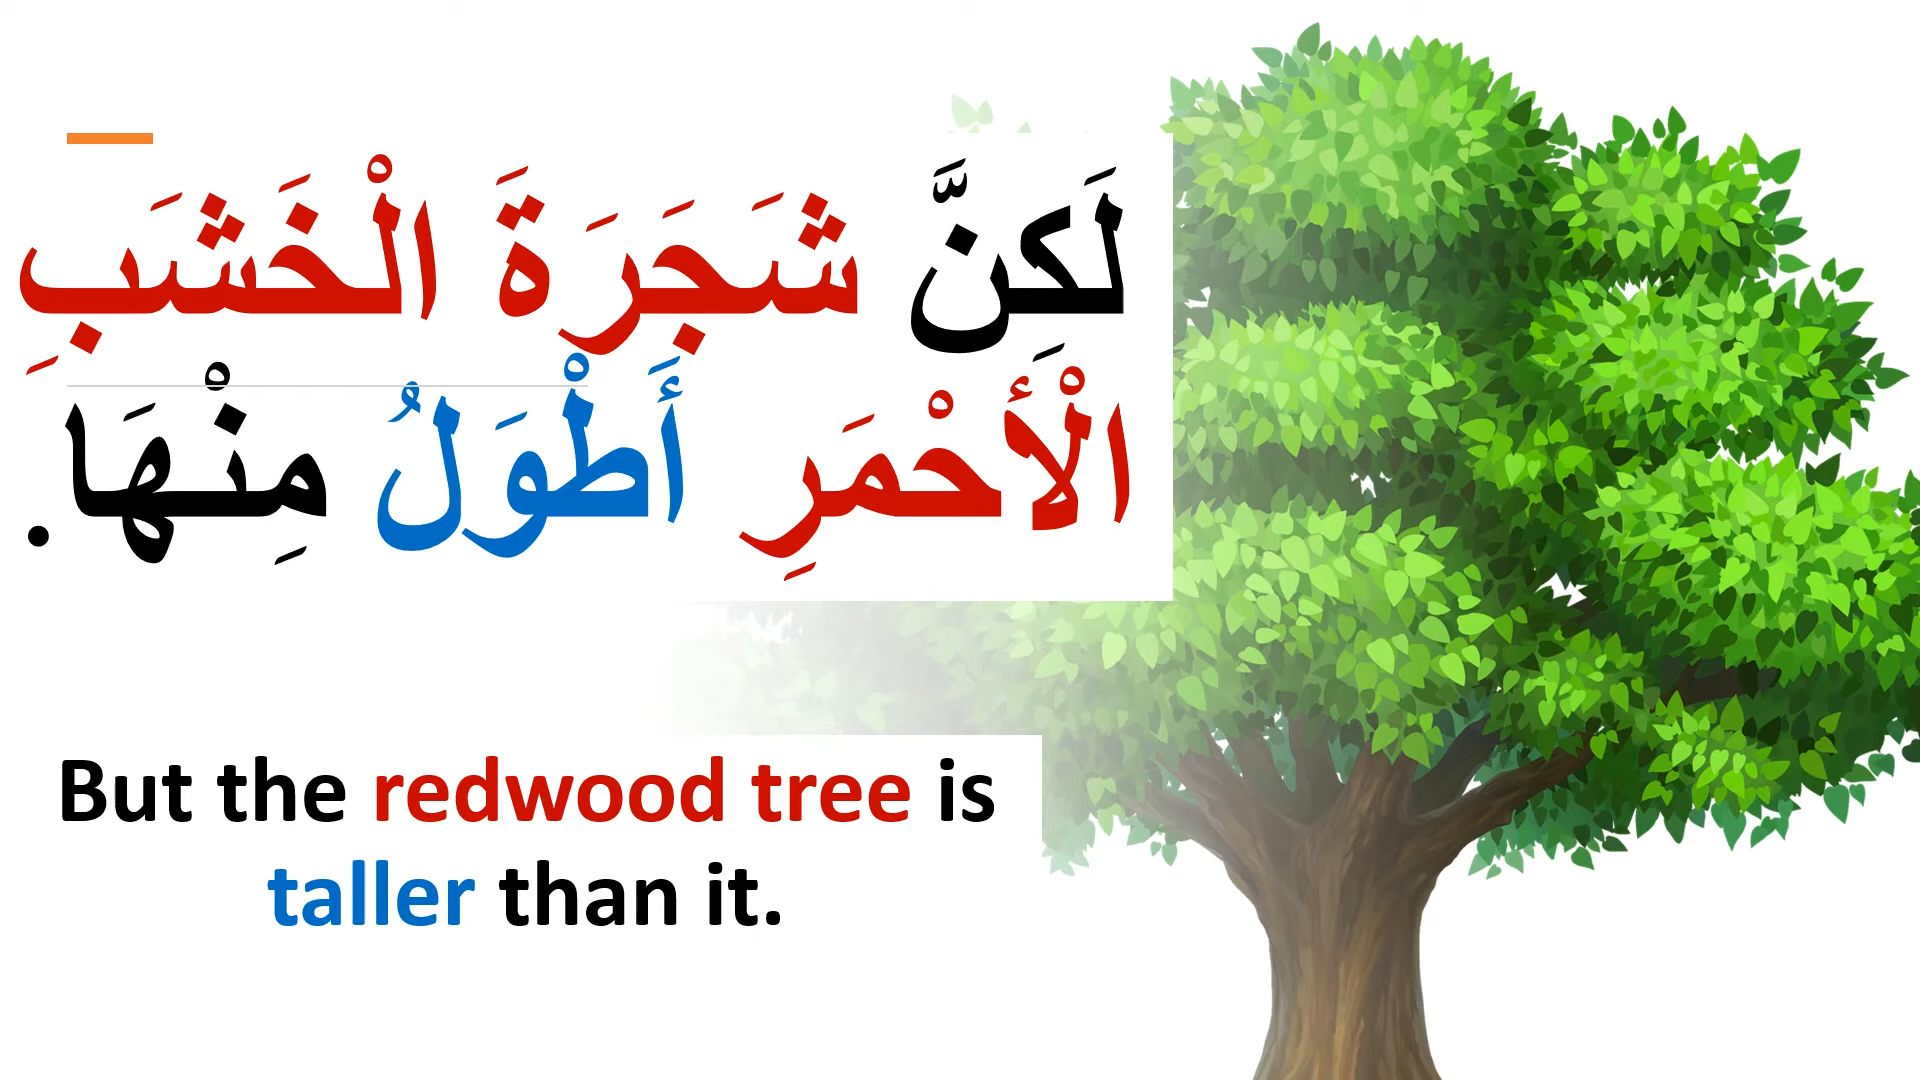 لَكِنَّ شَجَرَةَ الْخَشَبِ
الْأَحْمَرِ أَطْوَلُ مِنْهَا.
But the redwood tree is
taller than it.